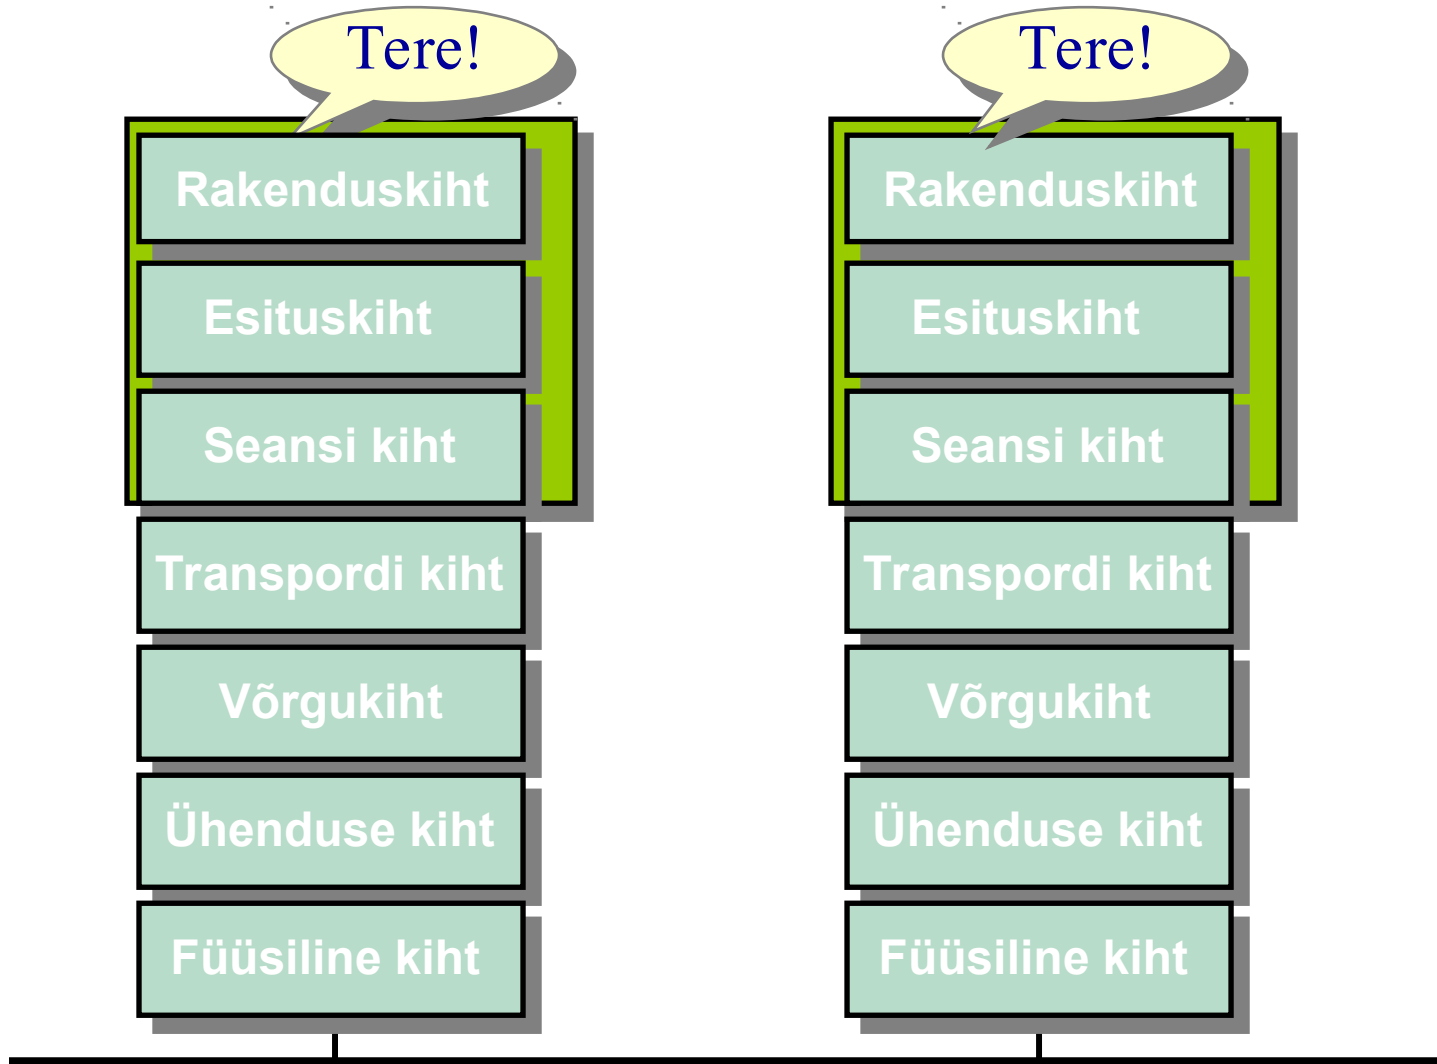 Tere!
Rakenduskiht
Esituskiht
Seansi kiht
Transpordi kiht
Võrgukiht
Ühenduse kiht
Füüsiline kiht
Tere!
Rakenduskiht
Esituskiht
Seansi kiht
Transpordi kiht
Võrgukiht
Ühenduse kiht
Füüsiline kiht